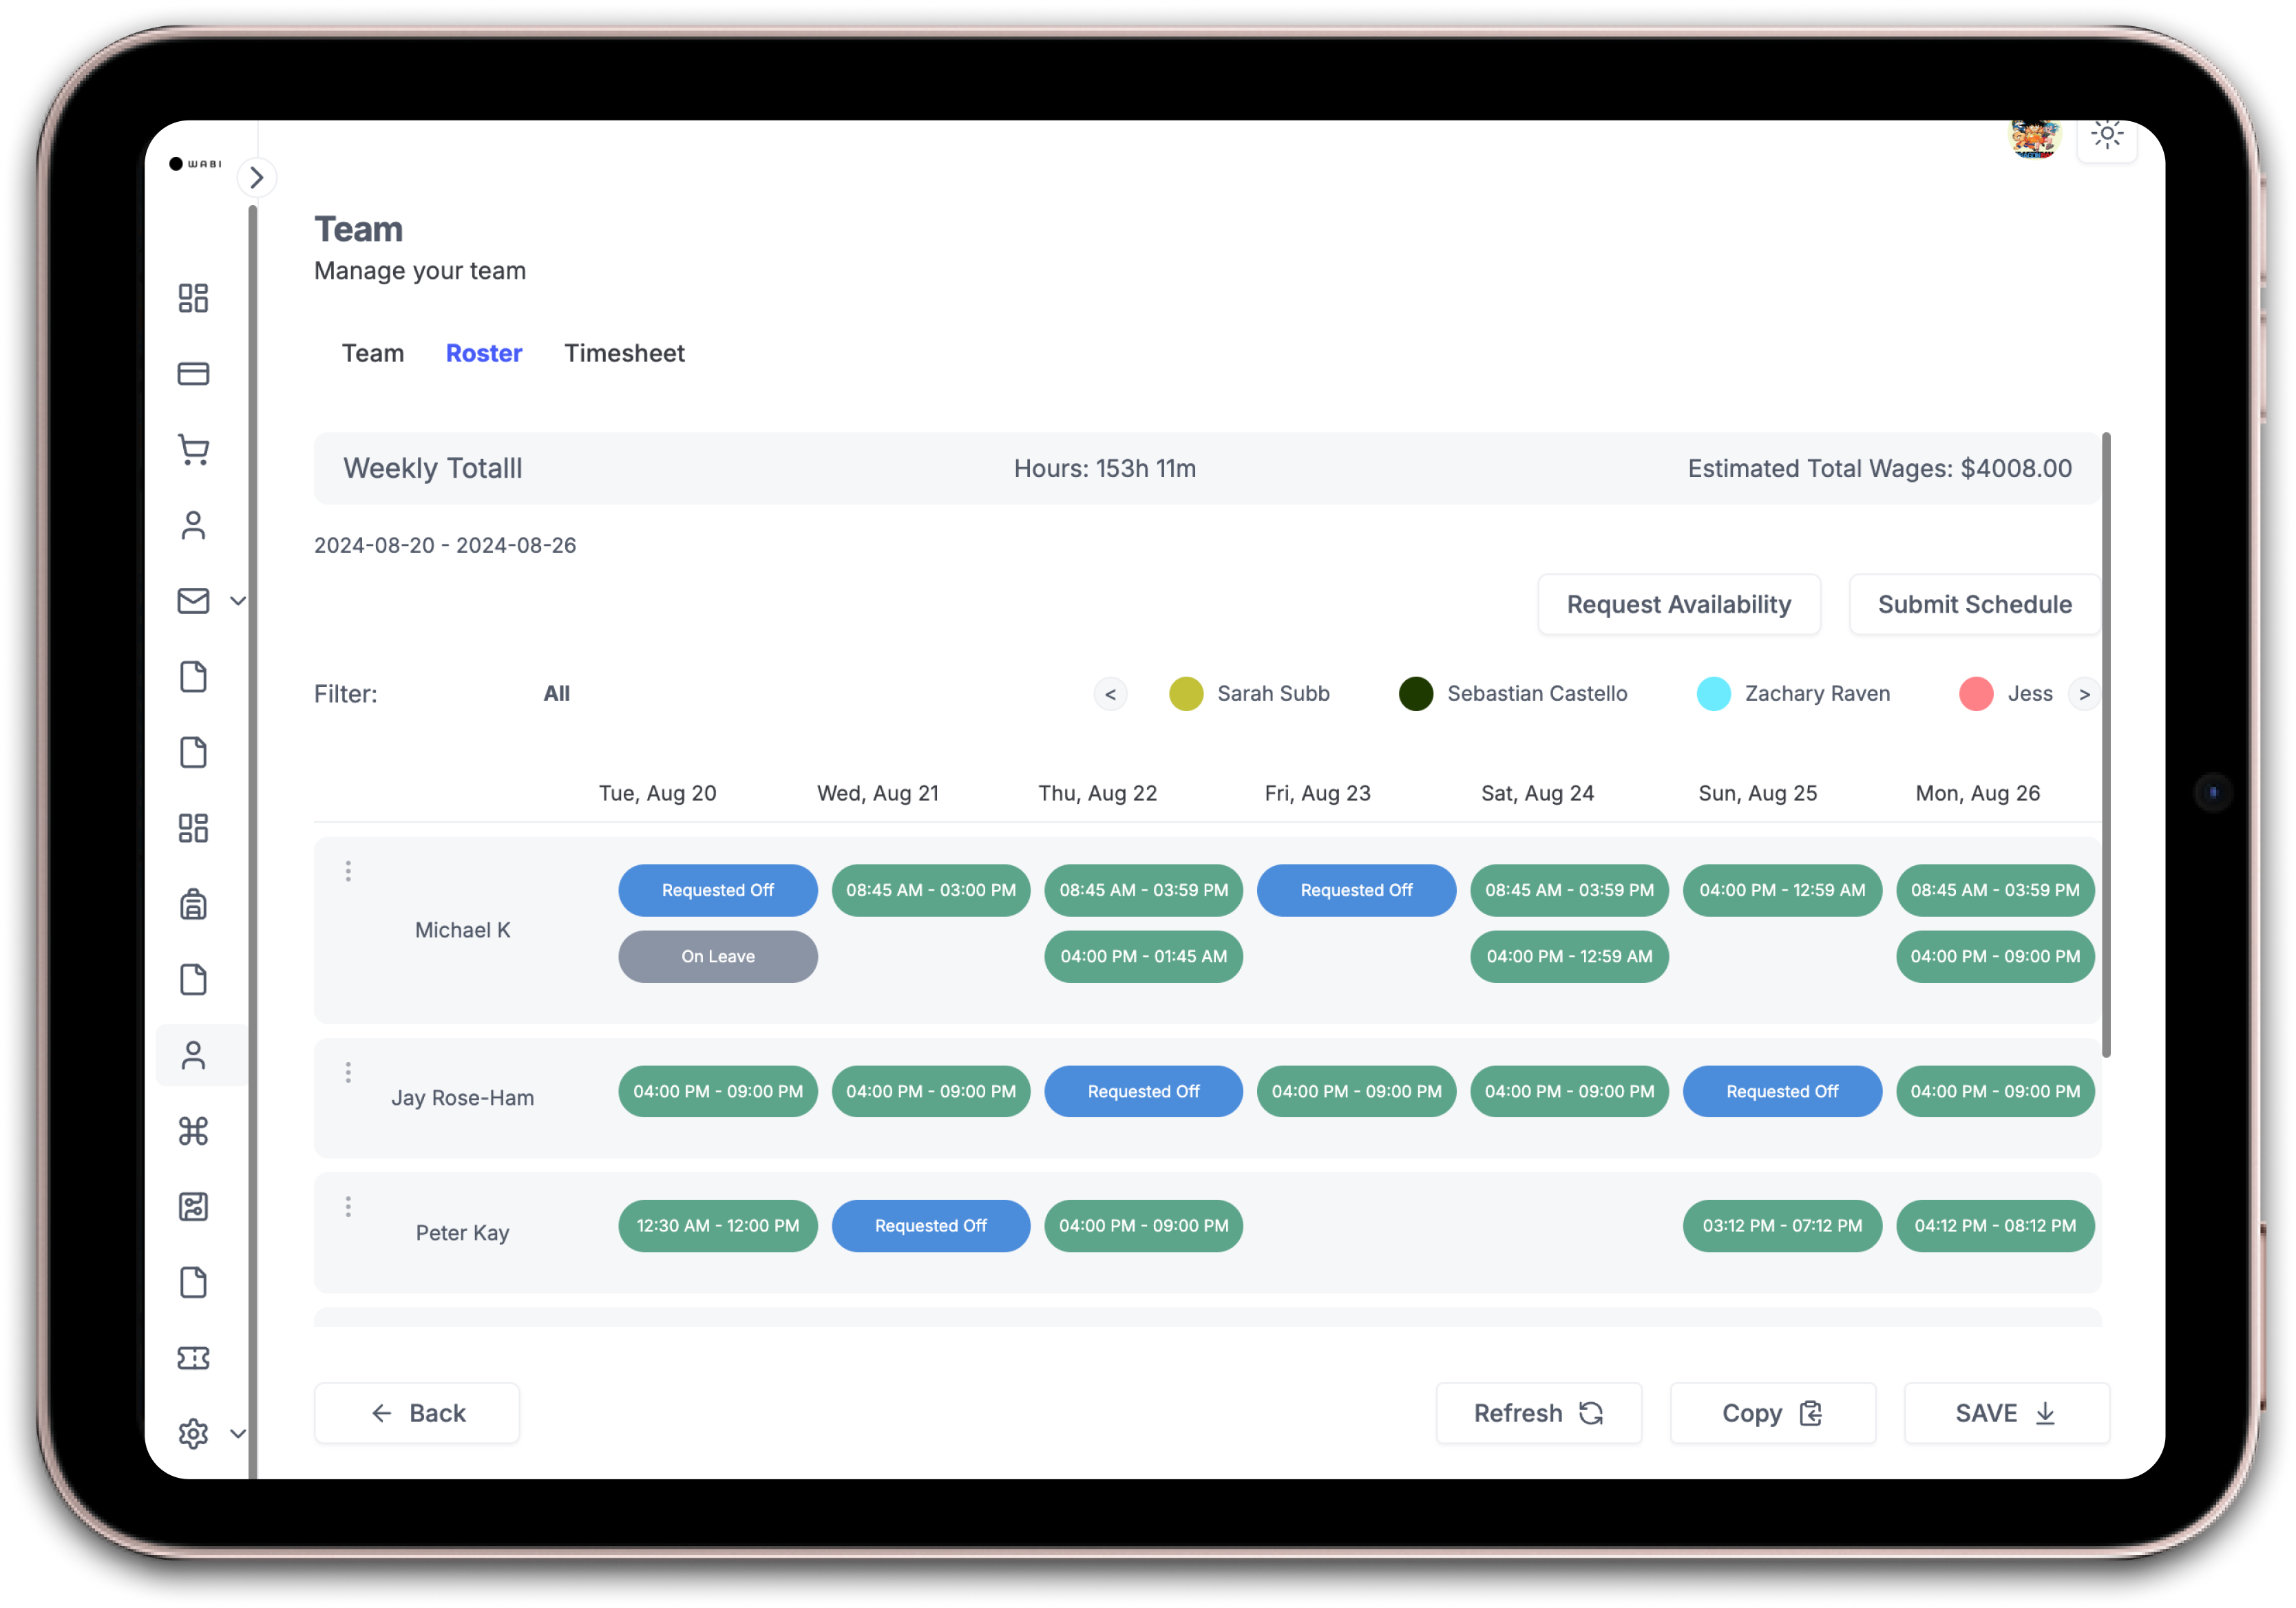 WABI
Team
Manage your team
Team Roster Timesheet
Weekly Totalll Hours: 153h 11m Estimated Total Wages: $4008.00
2024-08-20 - 2024-08-26
Request Availability Submit Schedule
Filter: All < Sarah Subb Sebastian Castello Zachary Raven Jess >
Tue, Aug 20 Wed, Aug 21 Thu, Aug 22 Fri, Aug 23 Sat, Aug 24 Sun, Aug 25 Mon, Aug 26
Requested Off 08:45 AM - 03:00 PM 08:45 AM - 03:59 PM Requested Off 08:45 AM - 03:59 PM 04:00 PM - 12:59 AM 08:45 AM - 03:59 PM
Michael K
On Leave 04:00 PM - 01:45 AM 04:00 PM - 12:59 AM 04:00 PM - 09:00 PM
Jay Rose-Ham 04:00 PM - 09:00 PM 04:00 PM - 09:00 PM Requested Off 04:00 PM - 09:00 PM 04:00 PM - 09:00 PM Requested Off 04:00 PM - 09:00 PM
Peter Kay 12:30 AM - 12:00 PM Requested Off 04:00 PM - 09:00 PM 03:12 PM - 07:12 PM 04:12 PM - 08:12 PM
Back Refresh Copy SAVE